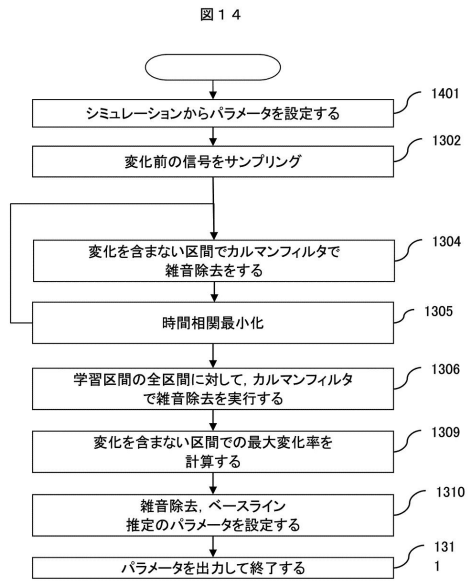 図１４
シミュレーションからパラメータを設定する
1401
変化前の信号をサンプリング
1302
変化を含まない区間でカルマンフィルタで
雑音除去をする
1304
時間相関最小化
1305
学習区間の全区間に対して，カルマンフィルタ
で雑音除去を実行する
1306
変化を含まない区間での最大変化率を
計算する
1309
雑音除去，ベースライン
推定のパラメータを設定する
1310
パラメータを出力して終了する
131
1